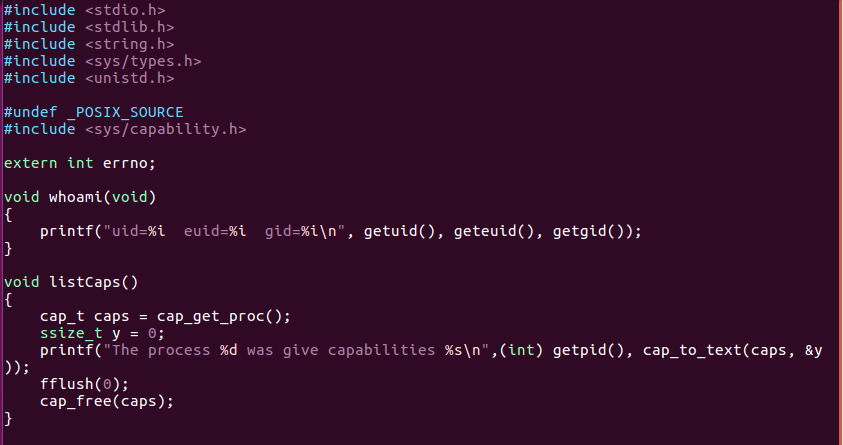 #include <stdio.h>
#include <stdlib.h>
#include <string.h>
#include <sys/types.h>
#include <unistd.h>

#undef _POSIX_SOURCE
#include <sys/capability.h>

extern int errno;

void whoami(void)
{
    printf("uid=%i  euid=%i  gid=%i\n", getuid(), geteuid(), getgid());
}

void listCaps()
{
    cap_t caps = cap_get_proc();
    ssize_t y = 0;
    printf("The process %d was give capabilities %s\n",(int) getpid(), cap_to_text(caps, &y
));
    fflush(0);
    cap_free(caps);
}